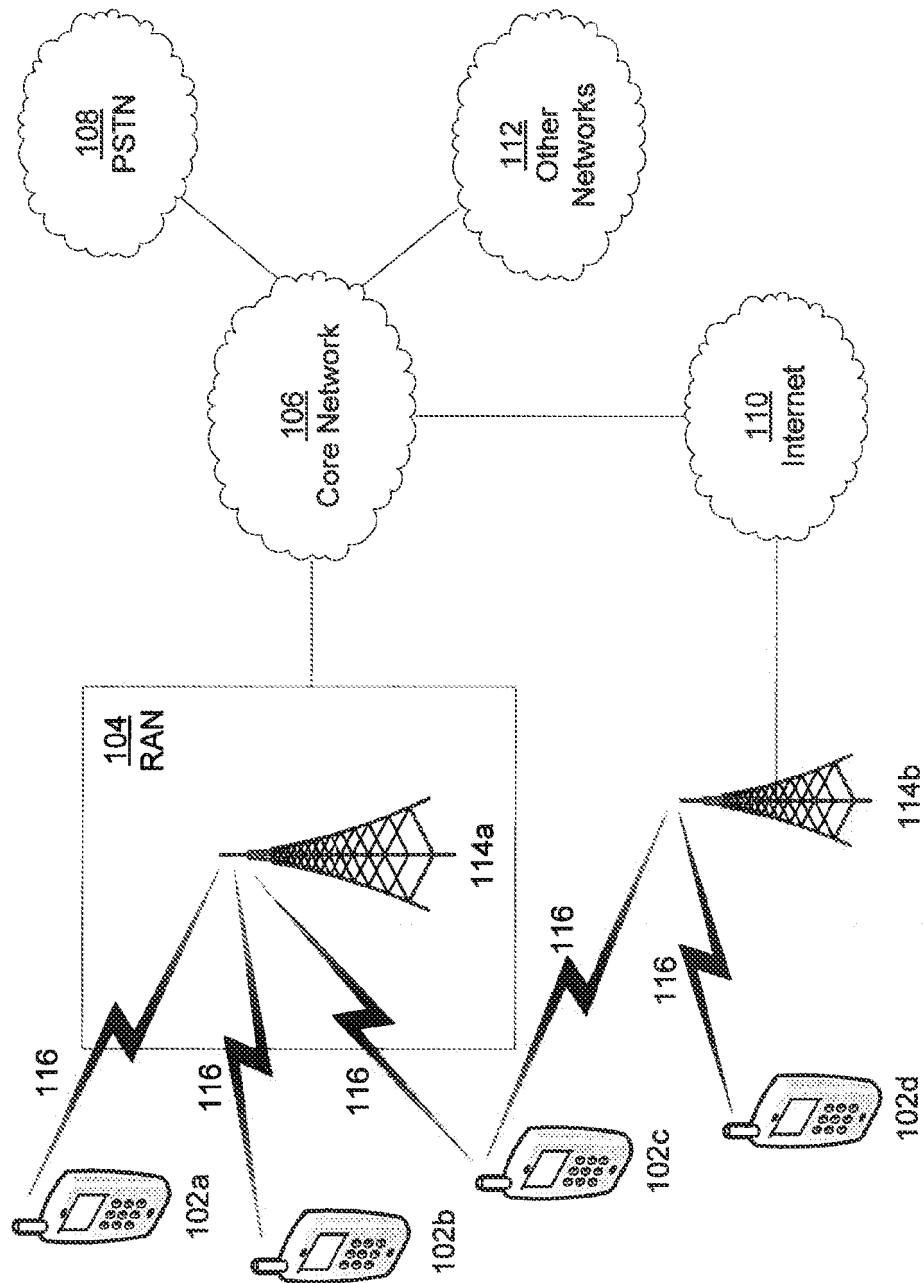 108
PSTN
106
Core Network
112
Other
Networks
104
RAN
110
Internet
114a
114b
116
116
116
116
116
102a
102b
102c
102d